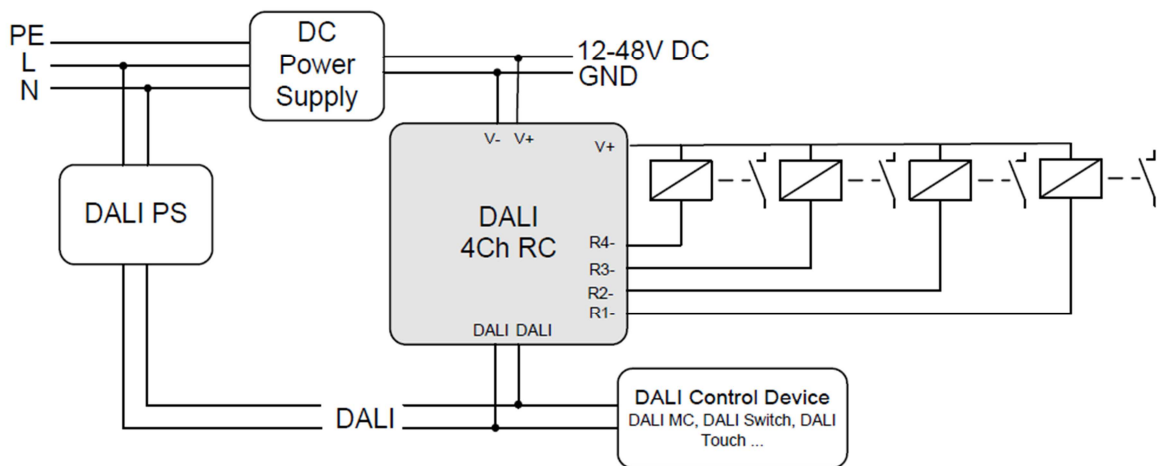 PE
L
N
DC
Power
Supply
12-48V DC
GND
V- V+
V+
DALI PS
DALI
4Ch RC
R4-
R3-
R2-
R1-
DALI DALI
DALI
DALI Control Device
DALI MC, DALI Switch, DALI
Touch ...